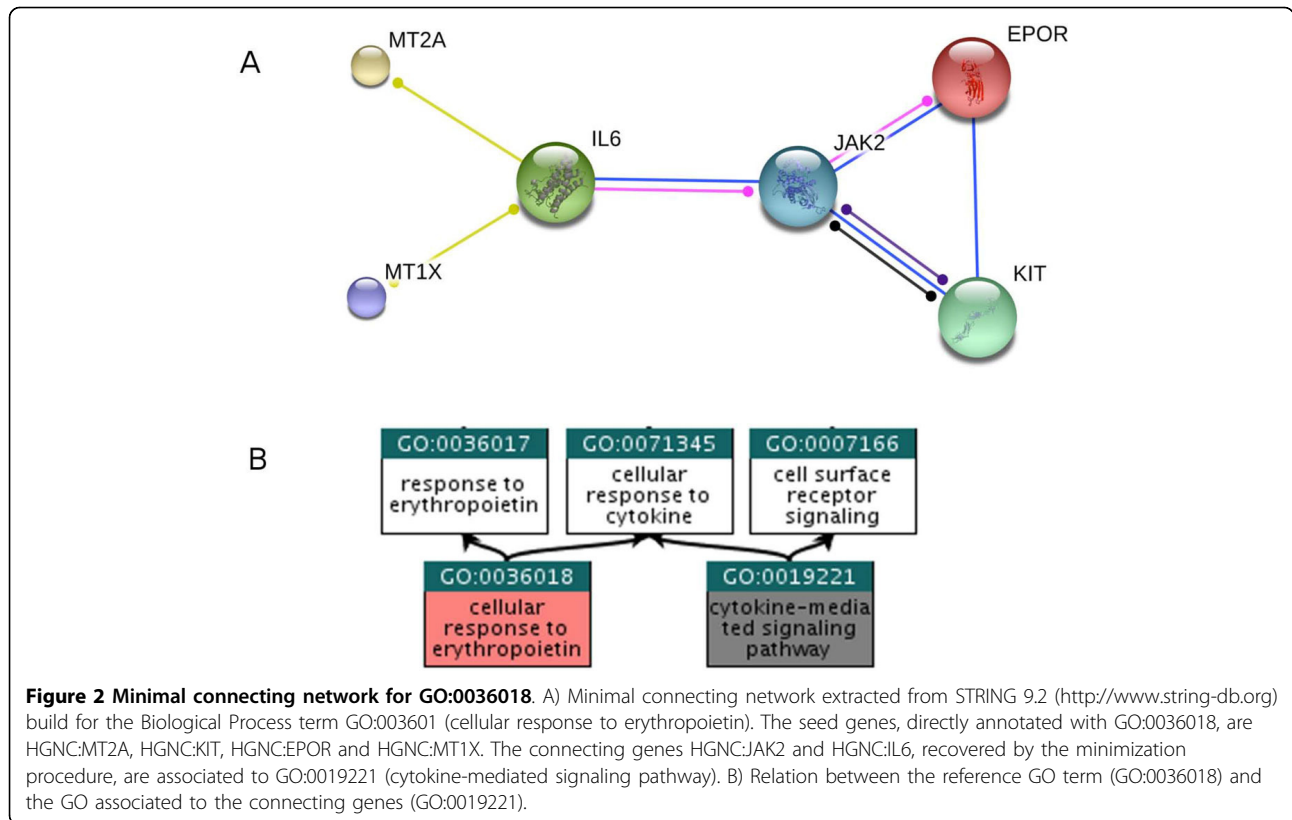 A
MT2A
EPOR
IL6
JAK2
MT1X
KIT
B
GO:0036017
response to
erythropoietin
GO:0071345
cellular
response to
cytokine
GO:0007166
cell surface
receptor
signaling
GO:0036018
cellular
response to
erythropoietin
GO:0019221
cytokine-media
ted signaling
pathway
Figure 2 Minimal connecting network for GO:0036018. A) Minimal connecting network extracted from STRING 9.2 (http://www.string-db.org)
build for the Biological Process term GO:003601 (cellular response to erythropoietin). The seed genes, directly annotated with GO:0036018, are
HGNC:MT2A, HGNC:KIT, HGNC:EPOR and HGNC:MT1X. The connecting genes HGNC:JAK2 and HGNC:IL6, recovered by the minimization
procedure, are associated to GO:0019221 (cytokine-mediated signaling pathway). B) Relation between the reference GO term (GO:0036018) and
the GO associated to the connecting genes (GO:0019221).